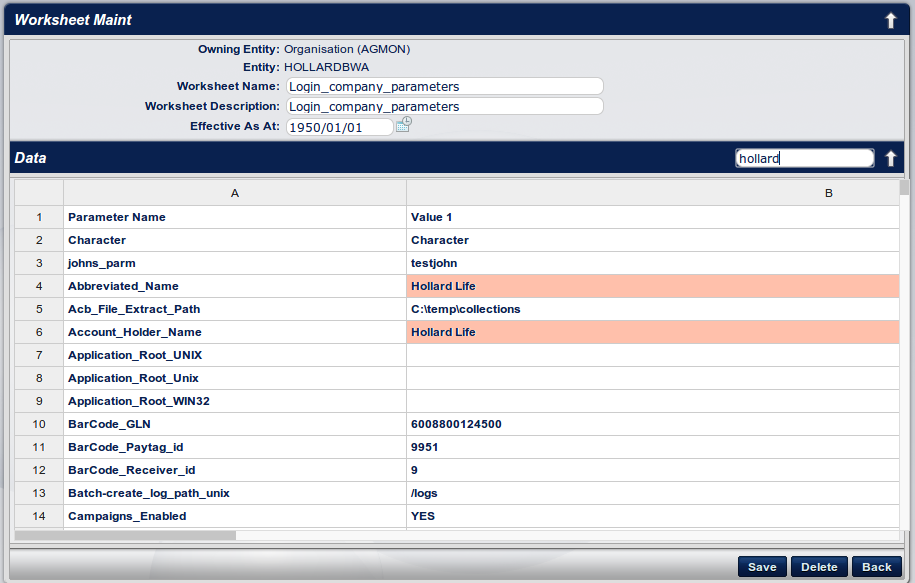 Worksheet Maint
Owning Entity: Organisation (AGMON)
Entity: HOLLARDBWA
Worksheet Name: Login_company_parameters
Worksheet Description: Login_company_parameters
Effective As At: 1950/01/01
Data hollard
A B
1 Parameter Name Value 1
2 Character Character
3 johns_parm testjohn
4 Abbreviated_Name Hollard Life
5 Acb_File_Extract_Path C:\temp\collections
6 Account_Holder_Name Hollard Life
7 Application_Root_UNIX
8 Application_Root_Unix
9 Application_Root_WIN32
10 BarCode_GLN 6008800124500
11 BarCode_Paytag_id 9951
12 BarCode_Receiver_id 9
13 Batch-create_log_path_unix /logs
14 Campaigns_Enabled YES
Save Delete Back